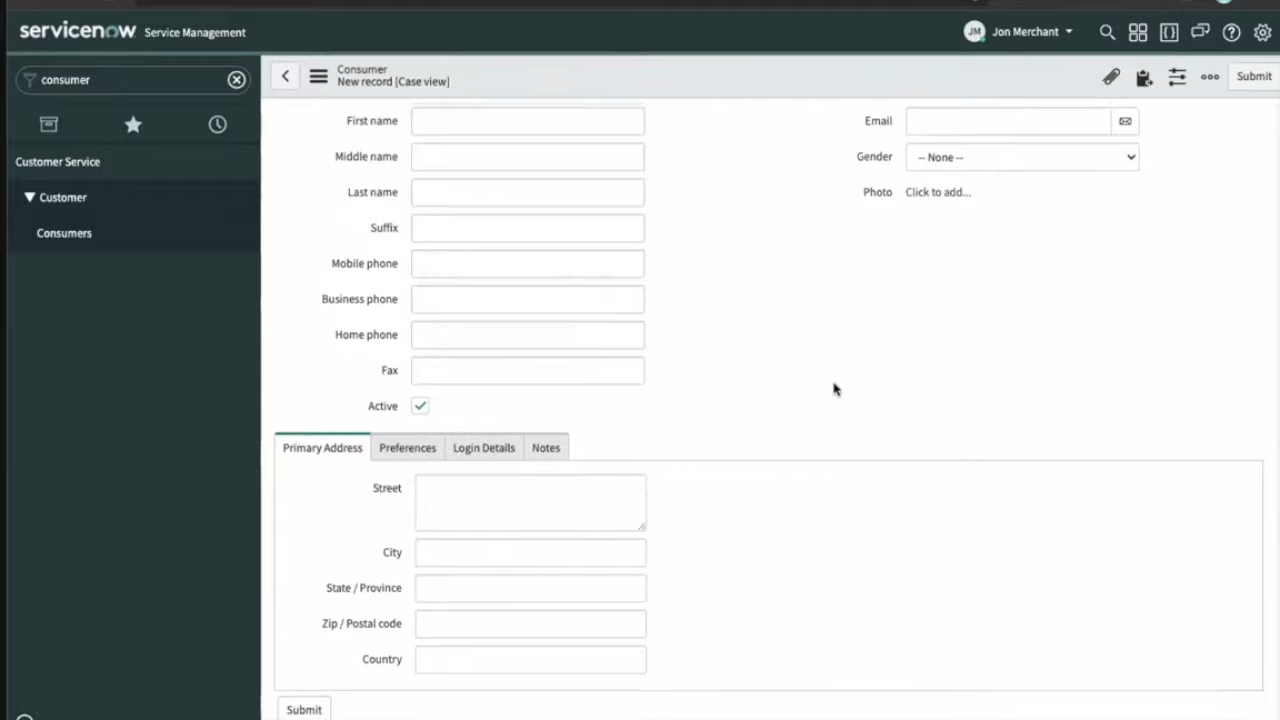 servicenow Service Management
JM Jon Merchant
consumer
Customer Service
Customer
Consumers
Consumer
New record [Case view]
Submit
First name
Middle name
Last name
Suffix
Mobile phone
Business phone
Home phone
Fax
Active
Email
Gender
-- None --
Photo Click to add...
Primary Address Preferences Login Details Notes
Street
City
State / Province
Zip / Postal code
Country
Submit